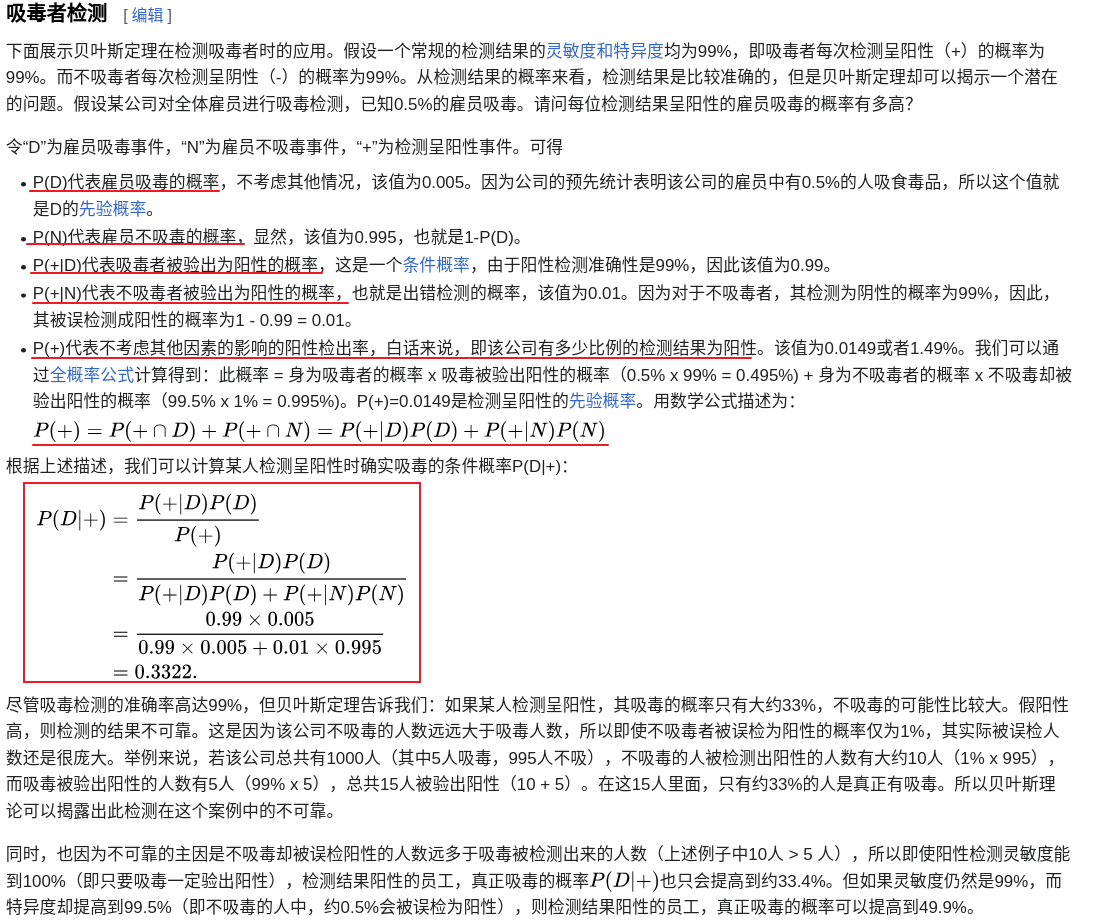 吸毒者检测 [ 编辑 ]
下面展示贝叶斯定理在检测吸毒者时的应用。假设一个常规的检测结果的灵敏度和特异度均为99%，即吸毒者每次检测呈阳性（+）的概率为
99%。而不吸毒者每次检测呈阴性（-）的概率为99%。从检测结果的概率来看，检测结果是比较准确的，但是贝叶斯定理却可以揭示一个潜在
的问题。假设某公司对全体雇员进行吸毒检测，已知0.5%的雇员吸毒。请问每位检测结果呈阳性的雇员吸毒的概率有多高？
令“D”为雇员吸毒事件，“N”为雇员不吸毒事件，“+”为检测呈阳性事件。可得
• P(D)代表雇员吸毒的概率，不考虑其他情况，该值为0.005。因为公司的预先统计表明该公司的雇员中有0.5%的人吸食毒品，所以这个值就
是D的先验概率。
• P(N)代表雇员不吸毒的概率，显然，该值为0.995，也就是1-P(D)。
• P(+|D)代表吸毒者被验出为阳性的概率，这是一个条件概率，由于阳性检测准确性是99%，因此该值为0.99。
• P(+|N)代表不吸毒者被验出为阳性的概率，也就是出错检测的概率，该值为0.01。因为对于不吸毒者，其检测为阴性的概率为99%，因此，
其被误检测成阳性的概率为1 - 0.99 = 0.01。
• P(+)代表不考虑其他因素的影响的阳性检出率，白话来说，即该公司有多少比例的检测结果为阳性。该值为0.0149或者1.49%。我们可以通
过全概率公式计算得到：此概率 = 身为吸毒者的概率 x 吸毒被验出阳性的概率（0.5% x 99% = 0.495%) + 身为不吸毒者的概率 x 不吸毒却被
验出阳性的概率（99.5% x 1% = 0.995%)。P(+)=0.0149是检测呈阳性的先验概率。用数学公式描述为：
P(+) = P(+ ∩ D) + P(+ ∩ N) = P(+|D)P(D) + P(+|N)P(N)
根据上述描述，我们可以计算某人检测呈阳性时确实吸毒的条件概率P(D|+)：
P(D|+) = P(+|D)P(D)
P(+)
= P(+|D)P(D)
P(+|D)P(D) + P(+|N)P(N)
= 0.99 × 0.005
0.99 × 0.005 + 0.01 × 0.995
= 0.3322.
尽管吸毒检测的准确率高达99%，但贝叶斯定理告诉我们：如果某人检测呈阳性，其吸毒的概率只有大约33%，不吸毒的可能性比较大。假阳性
高，则检测的结果不可靠。这是因为该公司不吸毒的人数远远大于吸毒人数，所以即使不吸毒者被误检为阳性的概率仅为1%，其实际被误检人
数还是很庞大。举例来说，若该公司总共有1000人（其中5人吸毒，995人不吸），不吸毒的人被检测出阳性的人数有大约10人（1% x 995），
而吸毒被验出阳性的人数有5人（99% x 5），总共15人被验出阳性（10 + 5）。在这15人里面，只有约33%的人是真正有吸毒。所以贝叶斯理
论可以揭露出此检测在这个案例中的不可靠。
同时，也因为不可靠的主因是不吸毒却被误检阳性的人数远多于吸毒被检测出来的人数（上述例子中10人 > 5 人），所以即使阳性检测灵敏度能
到100%（即只要吸毒一定验出阳性），检测结果阳性的员工，真正吸毒的概率P(D|+)也只会提高到约33.4%。但如果灵敏度仍然是99%，而
特异度却提高到99.5%（即不吸毒的人中，约0.5%会被误检为阳性），则检测结果阳性的员工，真正吸毒的概率可以提高到49.9%。